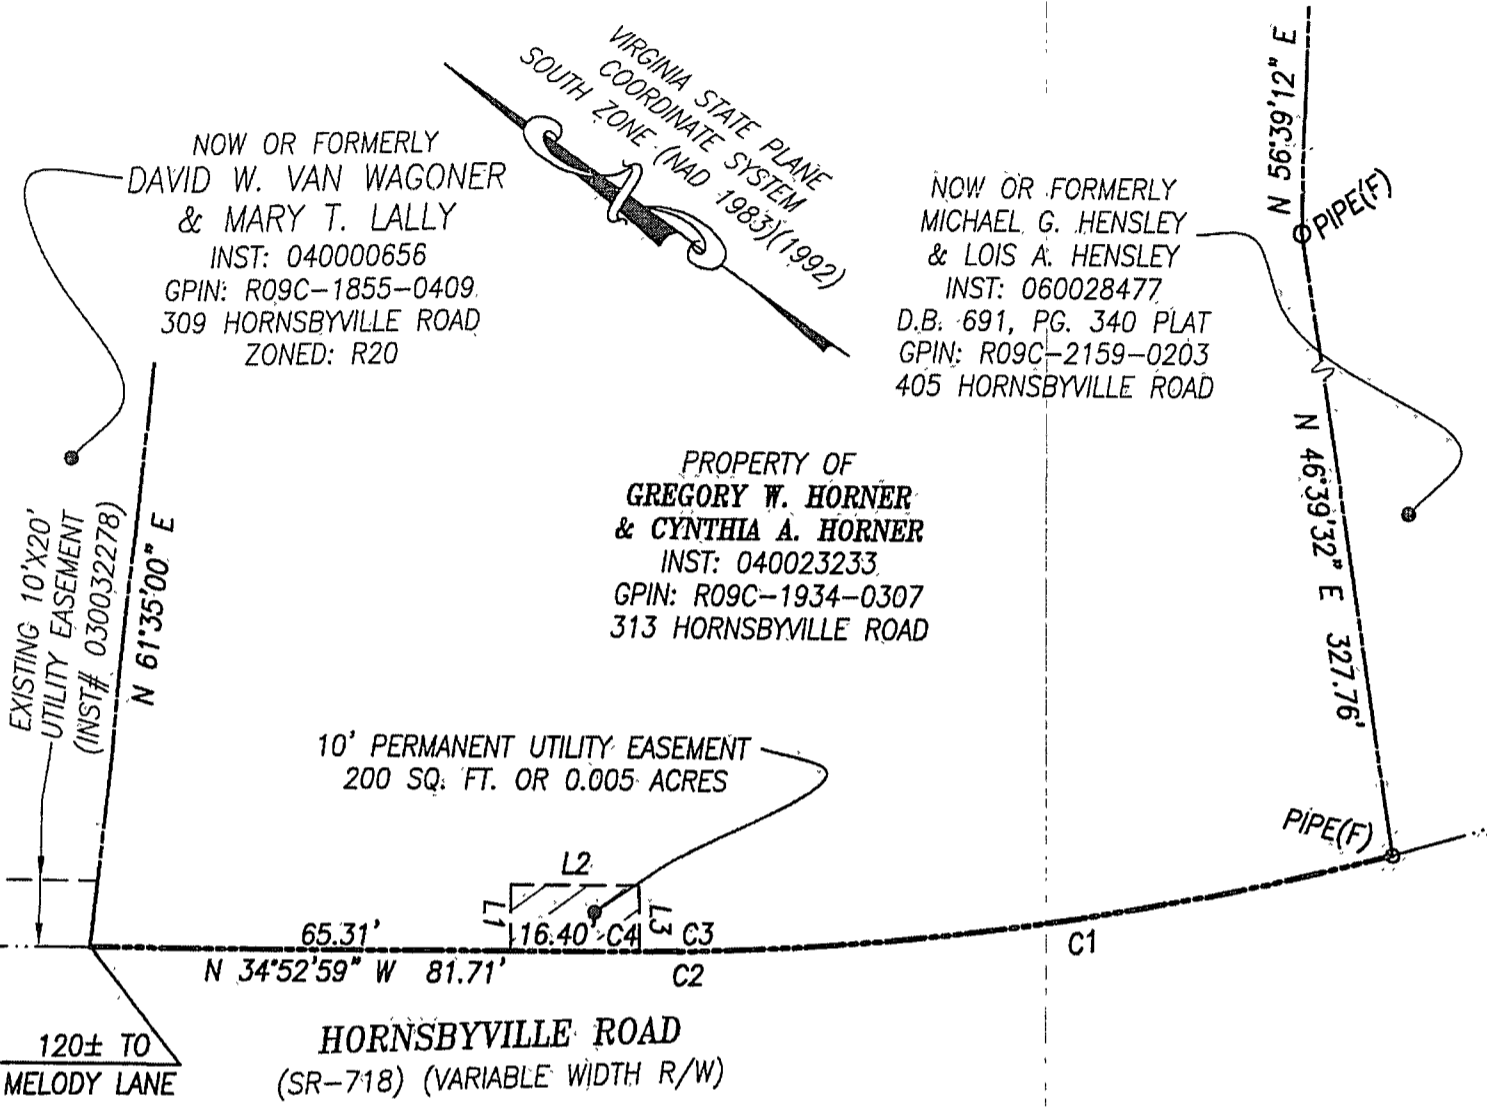 VIRGINIA STATE PLANE
COORDINATE SYSTEM
SOUTH ZONE (NAD 1983)(1992)
NOW OR FORMERLY
DAVID W. VAN WAGONER
& MARY T. LALLY
INST: 040000656
GPIN: R09C-1855-0409
309 HORNSBYVILLE ROAD
ZONED: R20
NOW OR FORMERLY
MICHAEL G. HENSLEY
& LOIS A. HENSLEY
INST: 060028477
D.B. 691, PG. 340 PLAT
GPIN: R09C-2159-0203
405 HORNSBYVILLE ROAD
N 56°39'12" E
PIPE(F)
N 46°39'32" E 327.76'
PROPERTY OF
GREGORY W. HORNER
& CYNTHIA A. HORNER
INST: 040023233
GPIN: R09C-1934-0307
313 HORNSBYVILLE ROAD
EXISTING 10'X20'
UTILITY EASEMENT
(INST# 030032278)
N 61°35'00" E
10' PERMANENT UTILITY EASEMENT
200 SQ. FT. OR 0.005 ACRES
PIPE(F)
L2
L1
L3
65.31'
16.40'
C4
C3
C1
N 34°52'59" W 81.71'
C2
120± TO
MELODY LANE
HORNSBYVILLE ROAD
(SR-718) (VARIABLE WIDTH R/W)